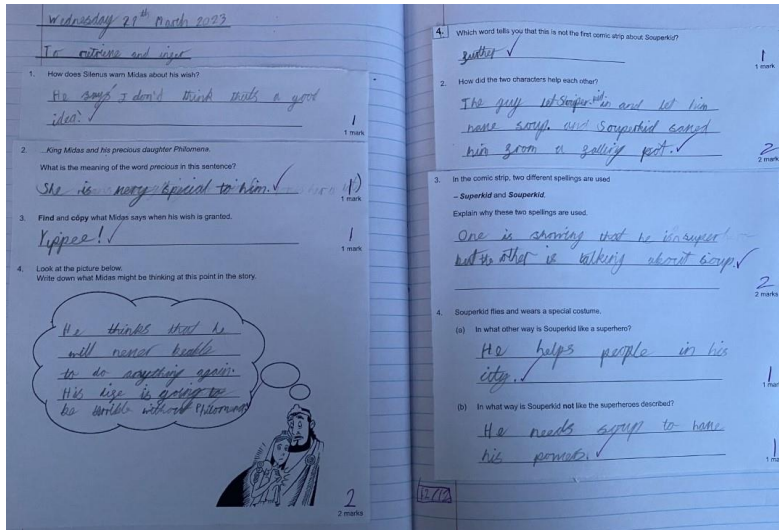 Wednesday 29th March 2023
To retrieve and infer
1. How does Silenus warn Midas about his wish?
He says I don't think thats a good
idea.
1
1 mark
2. ...King Midas and his precious daughter Philomena.
What is the meaning of the word precious in this sentence?
She is very special to him.
1
1 mark
3. Find and copy what Midas says when his wish is granted.
Yippee!
1
1 mark
4. Look at the picture below.
Write down what Midas might be thinking at this point in the story.
He thinks that he
will never be able
to do anything again.
His life is going to
be terrible without Philomena
2
2 marks
4. Which word tells you that this is not the first comic strip about Souperkid?
further
1
1 mark
2. How did the two characters help each other?
The guy let Souperkid in and let him
have soup. and Souperkid saved
him from a falling pot.
2
2 mark
3. In the comic strip, two different spellings are used
– Superkid and Souperkid.
Explain why these two spellings are used.
One is showing that he is super
but the other is talking about soup.
2
2 marks
4. Souperkid flies and wears a special costume.
(a) In what other way is Souperkid like a superhero?
He helps people in his
city.
1
1 mar
(b) In what way is Souperkid not like the superheroes described?
He needs soup to have
his powers.
1
1 ma
12/12